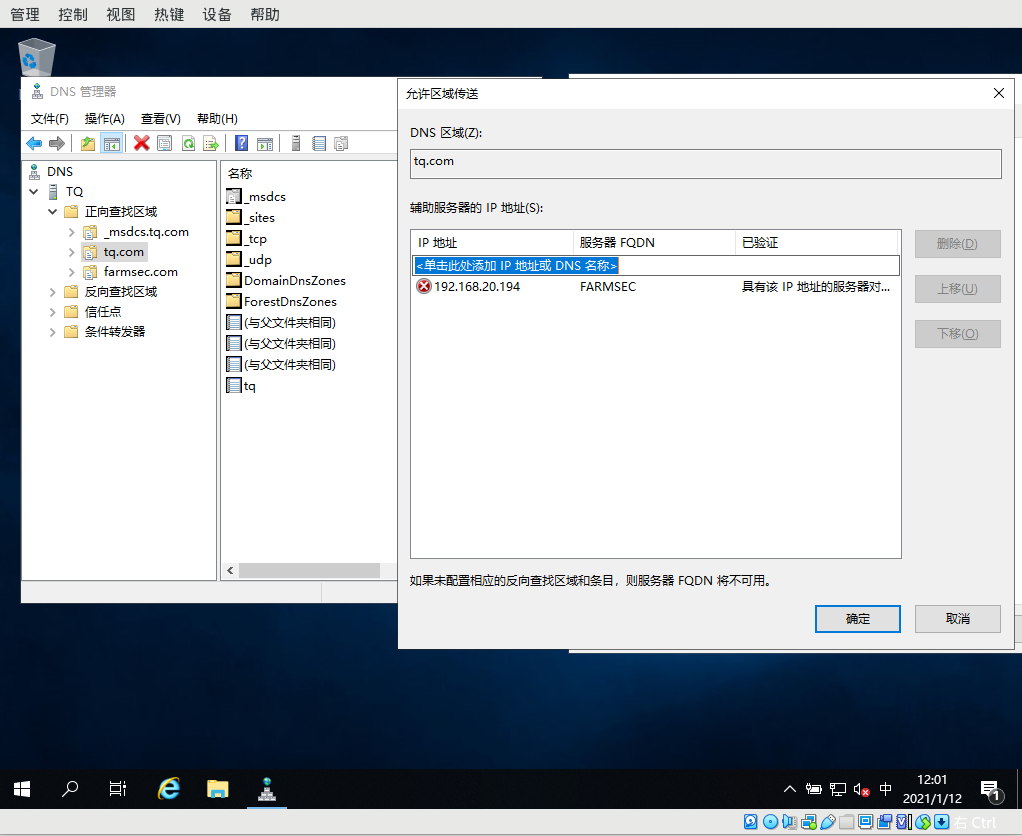 管理 控制 视图 热键 设备 帮助
DNS 管理器
文件(F) 操作(A) 查看(V) 帮助(H)
DNS
TQ
正向查找区域
_msdcs.tq.com
tq.com
farmsec.com
反向查找区域
信任点
条件转发器
名称
_msdcs
_sites
_tcp
_udp
DomainDnsZones
ForestDnsZones
(与父文件夹相同)
(与父文件夹相同)
(与父文件夹相同)
tq
允许区域传送
DNS 区域(Z):
tq.com
辅助服务器的 IP 地址(S):
IP 地址 服务器 FQDN 已验证
<单击此处添加 IP 地址或 DNS 名称>
192.168.20.194 FARMSEC 具有该 IP 地址的服务器对...
删除(D)
上移(U)
下移(O)
如果未配置相应的反向查找区域和条目，则服务器 FQDN 将不可用。
确定 取消
中
12:01
2021/1/12
1
右 Ctrl